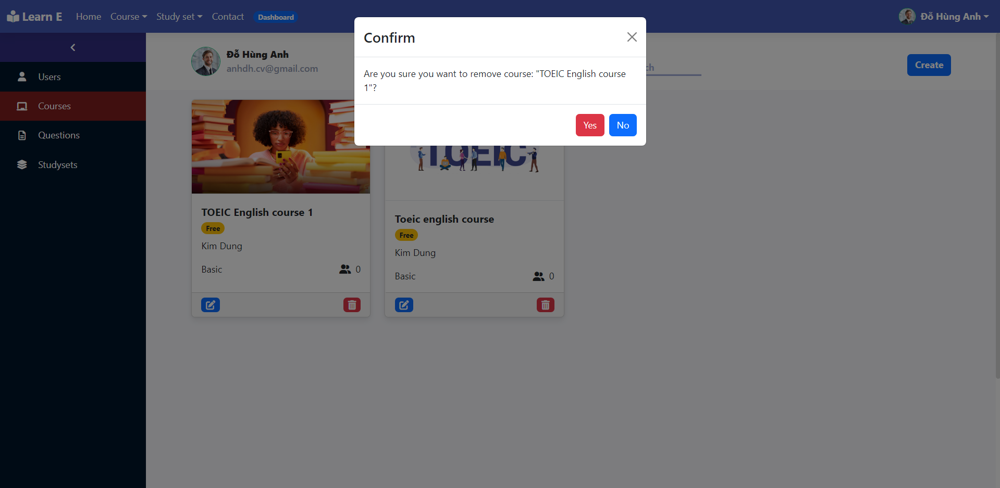 Learn E Home Course Study set Contact Dashboard Đỗ Hùng Anh
Users
Courses
Questions
Studysets
Đỗ Hùng Anh
anhdh.cv@gmail.com
Create
Confirm
Are you sure you want to remove course: "TOEIC English course
1"?
Yes No
TOEIC English course 1
Free
Kim Dung
Basic 0
TOEIC
Toeic english course
Free
Kim Dung
Basic 0